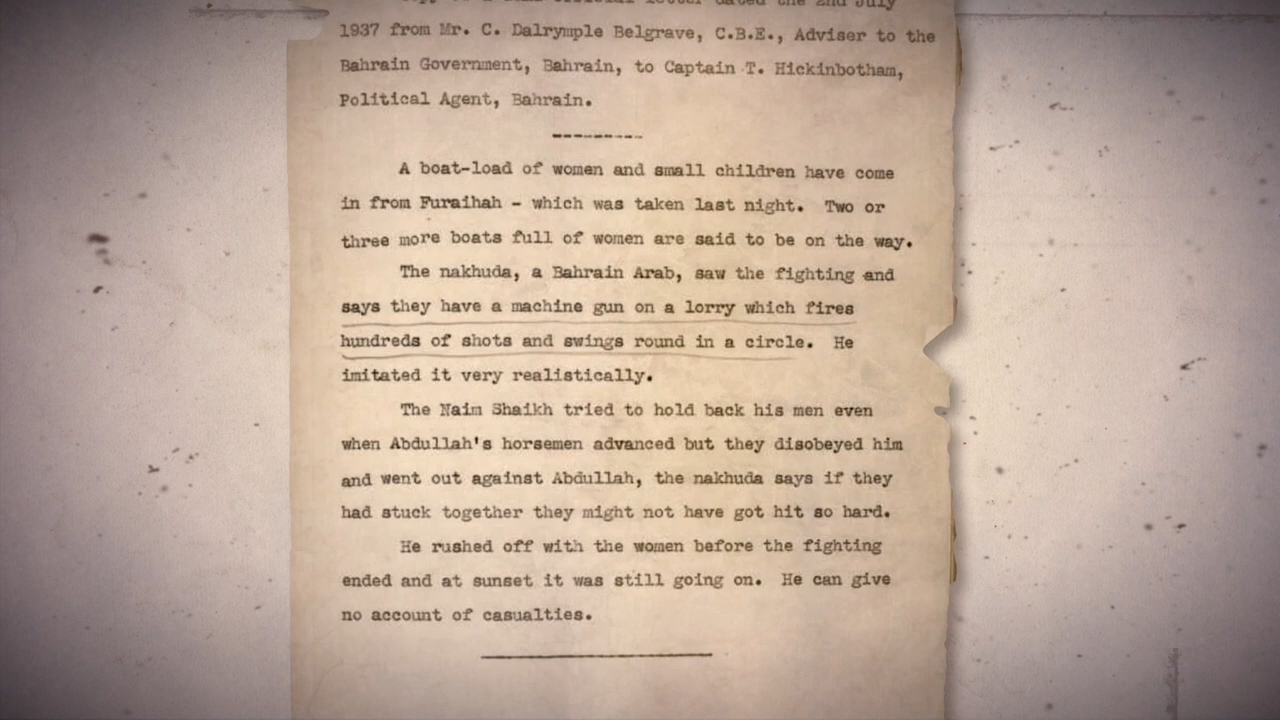 dated the 2nd July
1937 from Mr. C. Dalrymple Belgrave, C.B.E., Adviser to the
Bahrain Government, Bahrain, to Captain T. Hickinbotham,
Political Agent, Bahrain.
---------
A boat-load of women and small children have come
in from Furaihah - which was taken last night. Two or
three more boats full of women are said to be on the way.
The nakhuda, a Bahrain Arab, saw the fighting and
says they have a machine gun on a lorry which fires
hundreds of shots and swings round in a circle. He
imitated it very realistically.
The Naim Shaikh tried to hold back his men even
when Abdullah's horsemen advanced but they disobeyed him
and went out against Abdullah, the nakhuda says if they
had stuck together they might not have got hit so hard.
He rushed off with the women before the fighting
ended and at sunset it was still going on. He can give
no account of casualties.